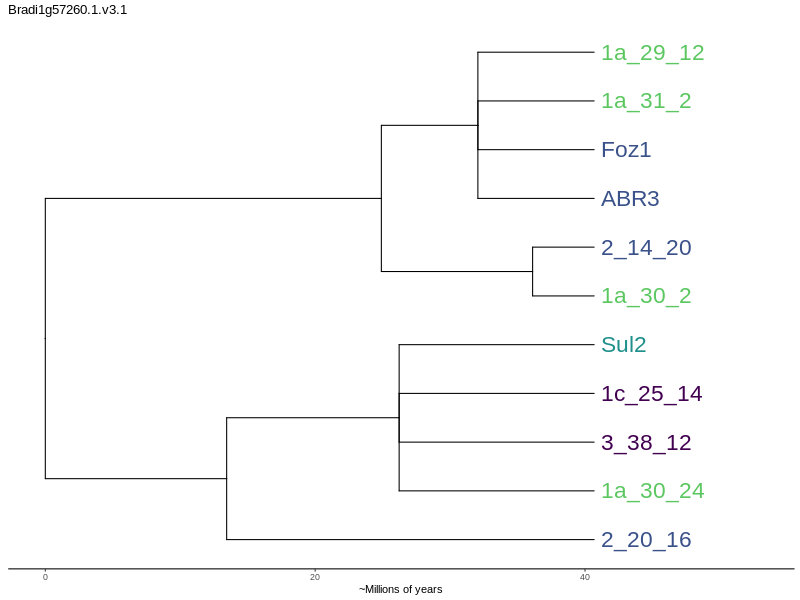 Bradi1g57260.1.v3.1
1a_29_12
1a_31_2
Foz1
ABR3
2_14_20
1a_30_2
Sul2
1c_25_14
3_38_12
1a_30_24
2_20_16
0 20 40
~Millions of years